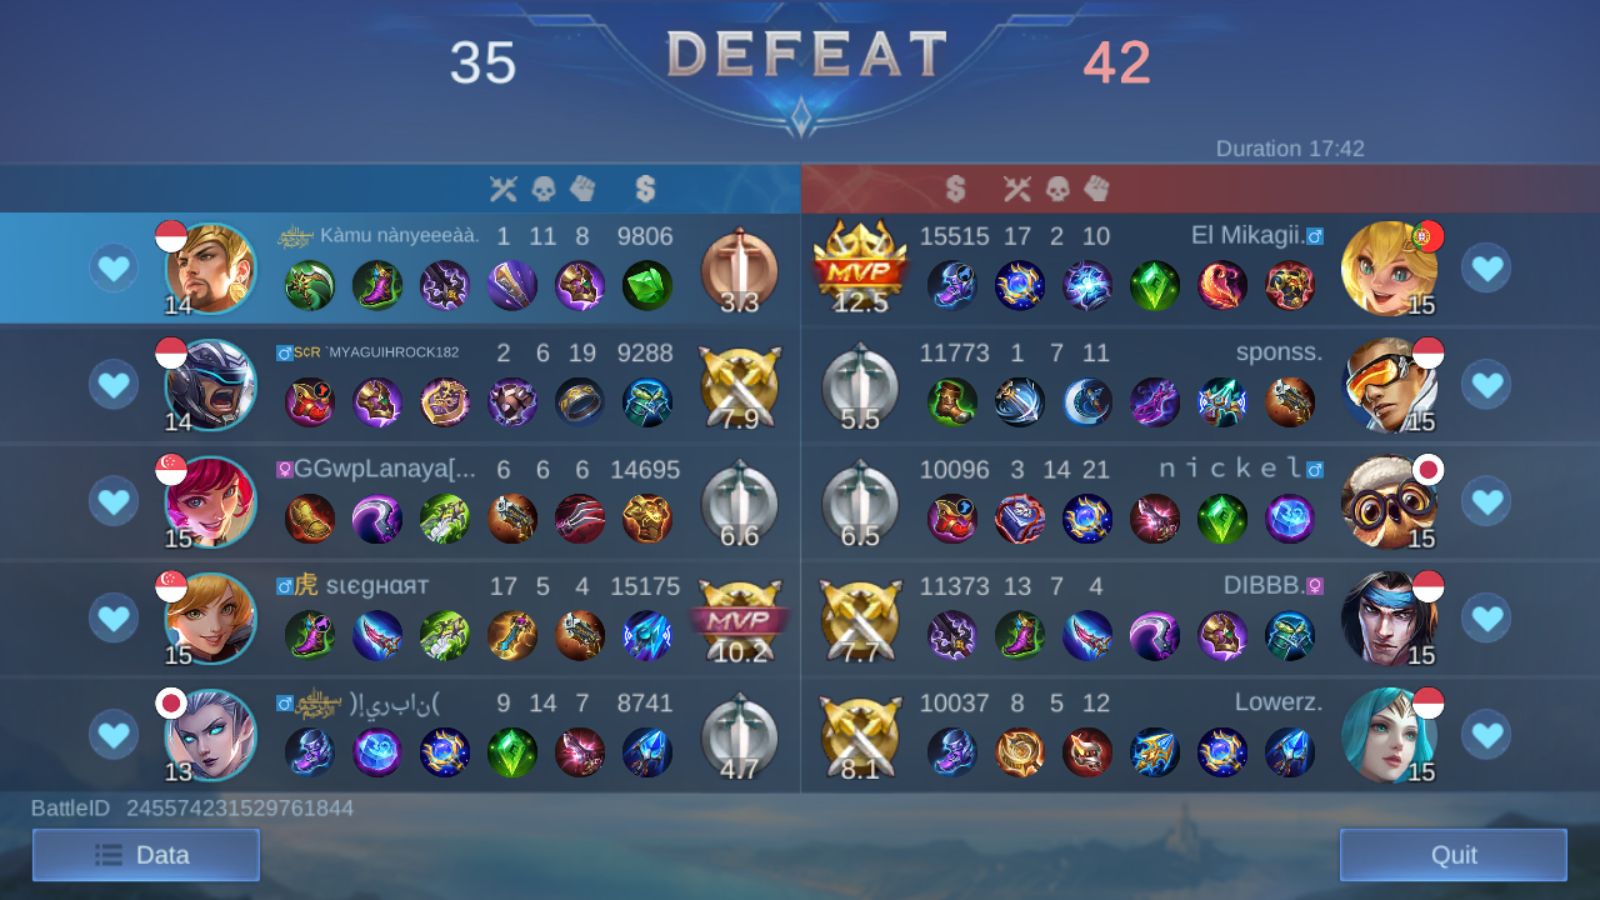 35 DEFEAT 42
Duration 17:42
Kàmu nànyeeeàà. 1 11 8 9806
14 3.3
MVP 12.5 15515 17 2 10 El Mikagii.
15
SCR `MYAGUIHROCK182 2 6 19 9288
14 7.9
5.5 11773 1 7 11 sponss.
15
GGwpLanaya[... 6 6 6 14695
15 6.6
6.5 10096 3 14 21 n i c k e l
15
虎 sιєgнαят 17 5 4 15175
15 MVP 10.2
7.7 11373 13 7 4 DIBBB.
15
9 14 7 8741
13 4.7
8.1 10037 8 5 12 Lowerz.
15
BattleID 245574231529761844
Data Quit